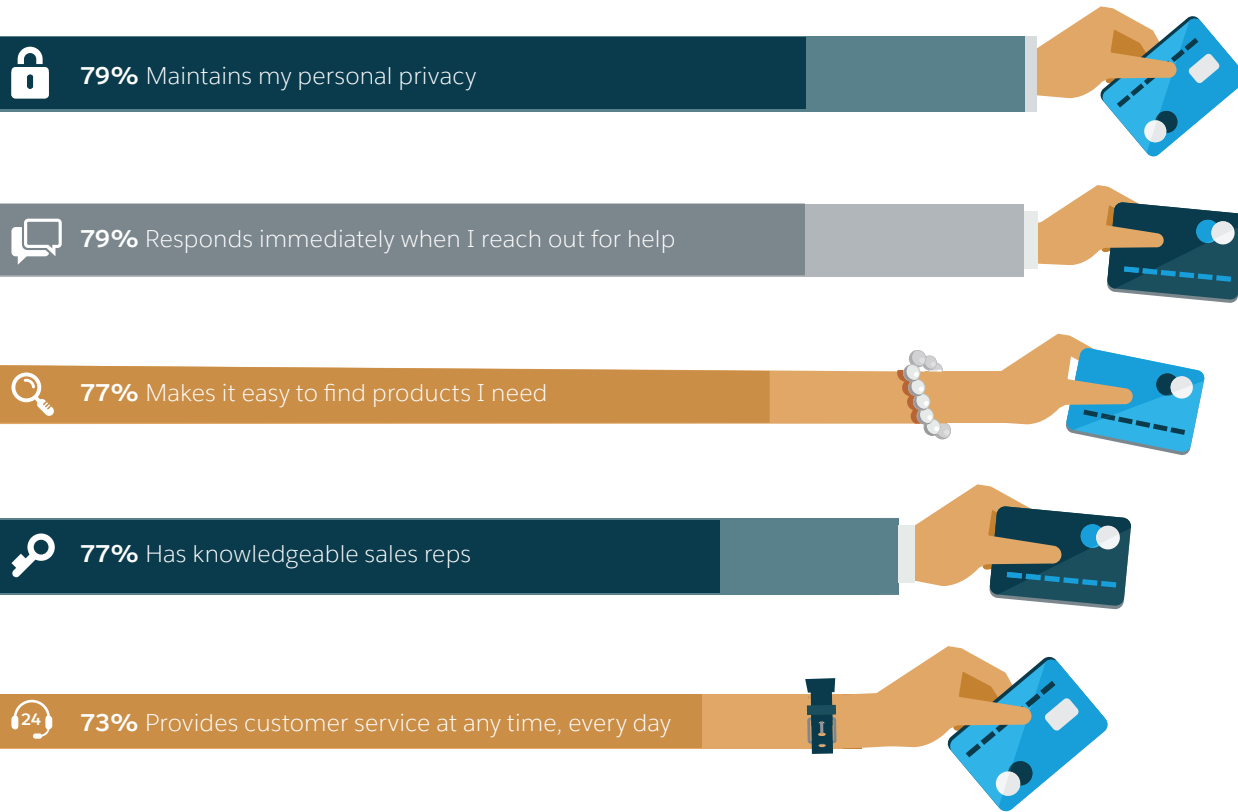 79% Maintains my personal privacy
79% Responds immediately when I reach out for help
77% Makes it easy to find products I need
77% Has knowledgeable sales reps
24
73% Provides customer service at any time, every day